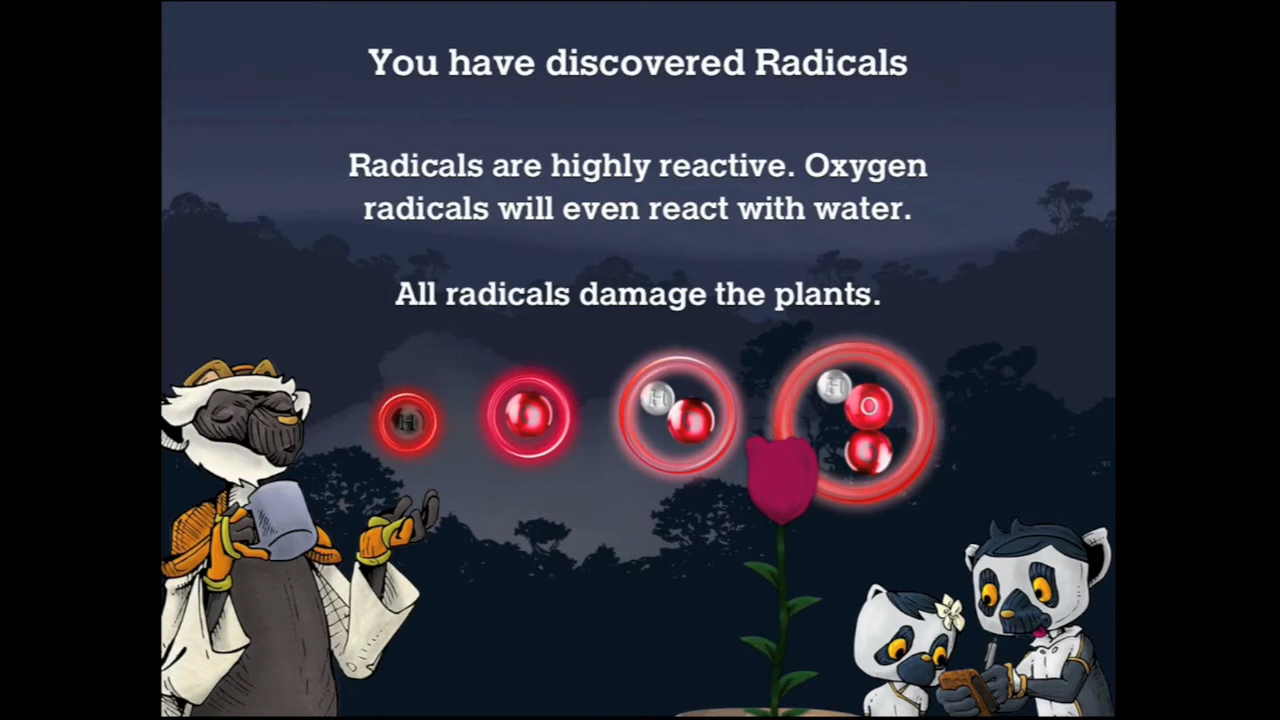 You have discovered Radicals
Radicals are highly reactive. Oxygen
radicals will even react with water.
All radicals damage the plants.
H
O
H
O
H
O
O